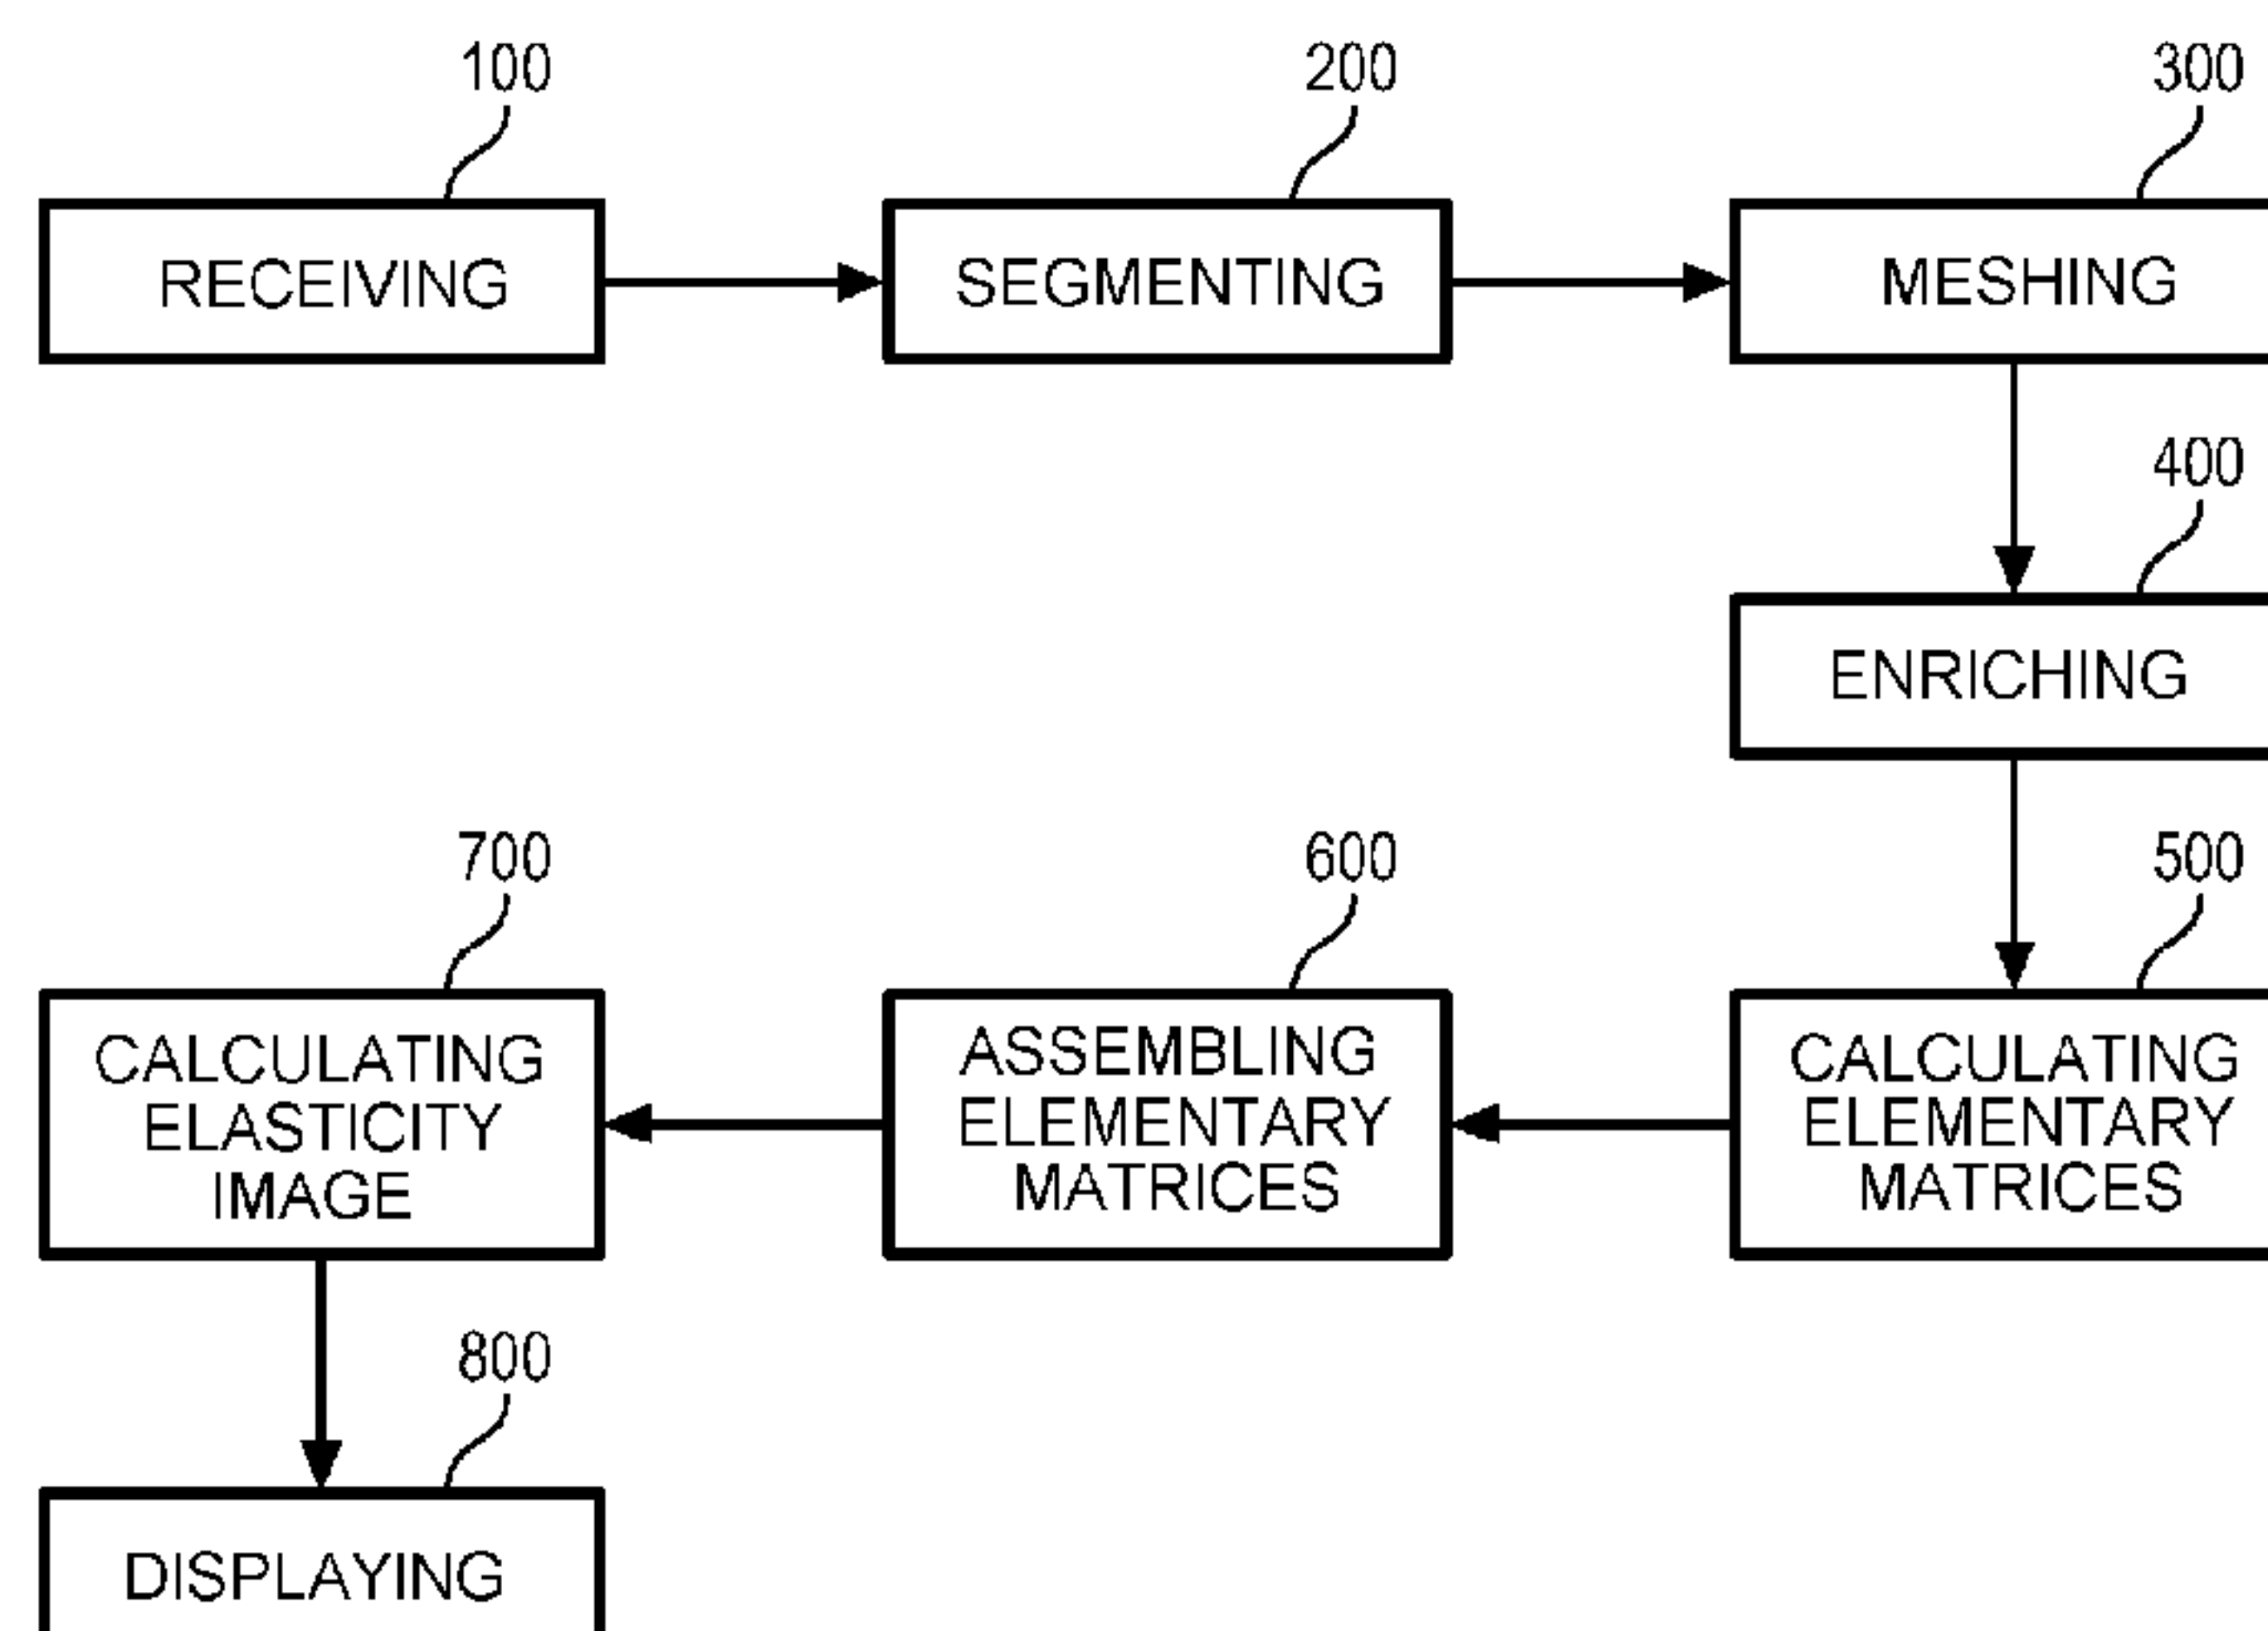 100
200
300
RECEIVING
SEGMENTING
MESHING
400
ENRICHING
700
600
500
CALCULATING
ELASTICITY
IMAGE
ASSEMBLING
ELEMENTARY
MATRICES
CALCULATING
ELEMENTARY
MATRICES
800
DISPLAYING